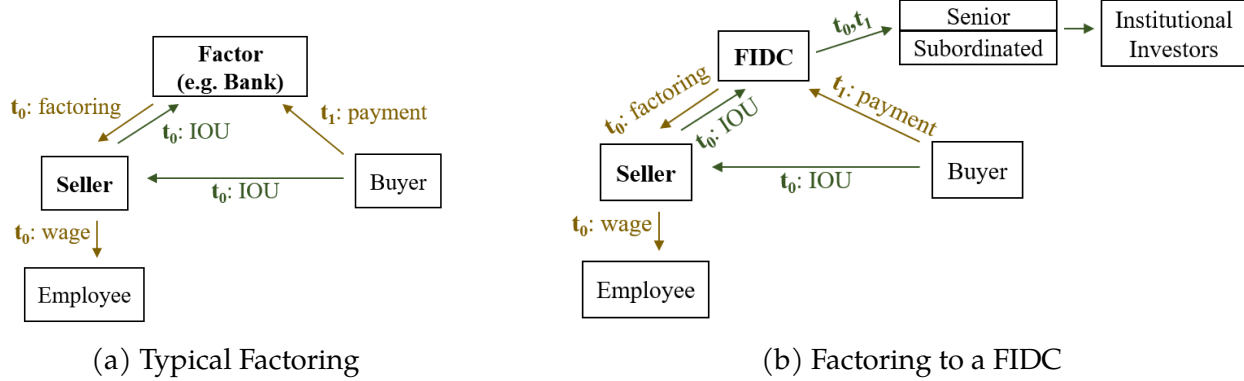 Factor
(e.g. Bank)
t0: factoring
t0: IOU
t1: payment
Seller
t0: IOU
Buyer
t0: wage
Employee
(a) Typical Factoring
FIDC
t0,t1
Senior
Subordinated
Institutional
Investors
t0: factoring
t0: IOU
t1: payment
Seller
t0: IOU
Buyer
t0: wage
Employee
(b) Factoring to a FIDC